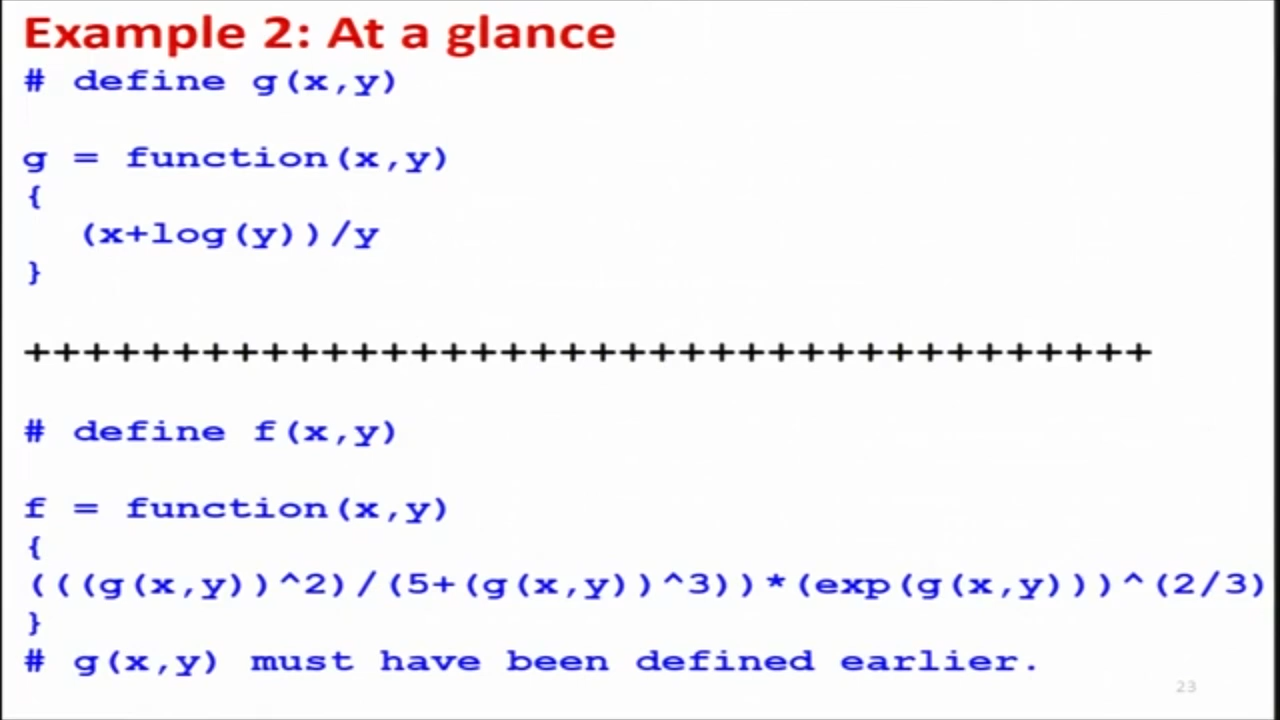 Example 2: At a glance
# define g(x,y)
g = function(x,y)
{
(x+log(y))/y
}
++++++++++++++++++++++++++++++++++++++
# define f(x,y)
f = function(x,y)
{
(((g(x,y))^2)/(5+(g(x,y))^3))*(exp(g(x,y)))^(2/3)
}
# g(x,y) must have been defined earlier.
23